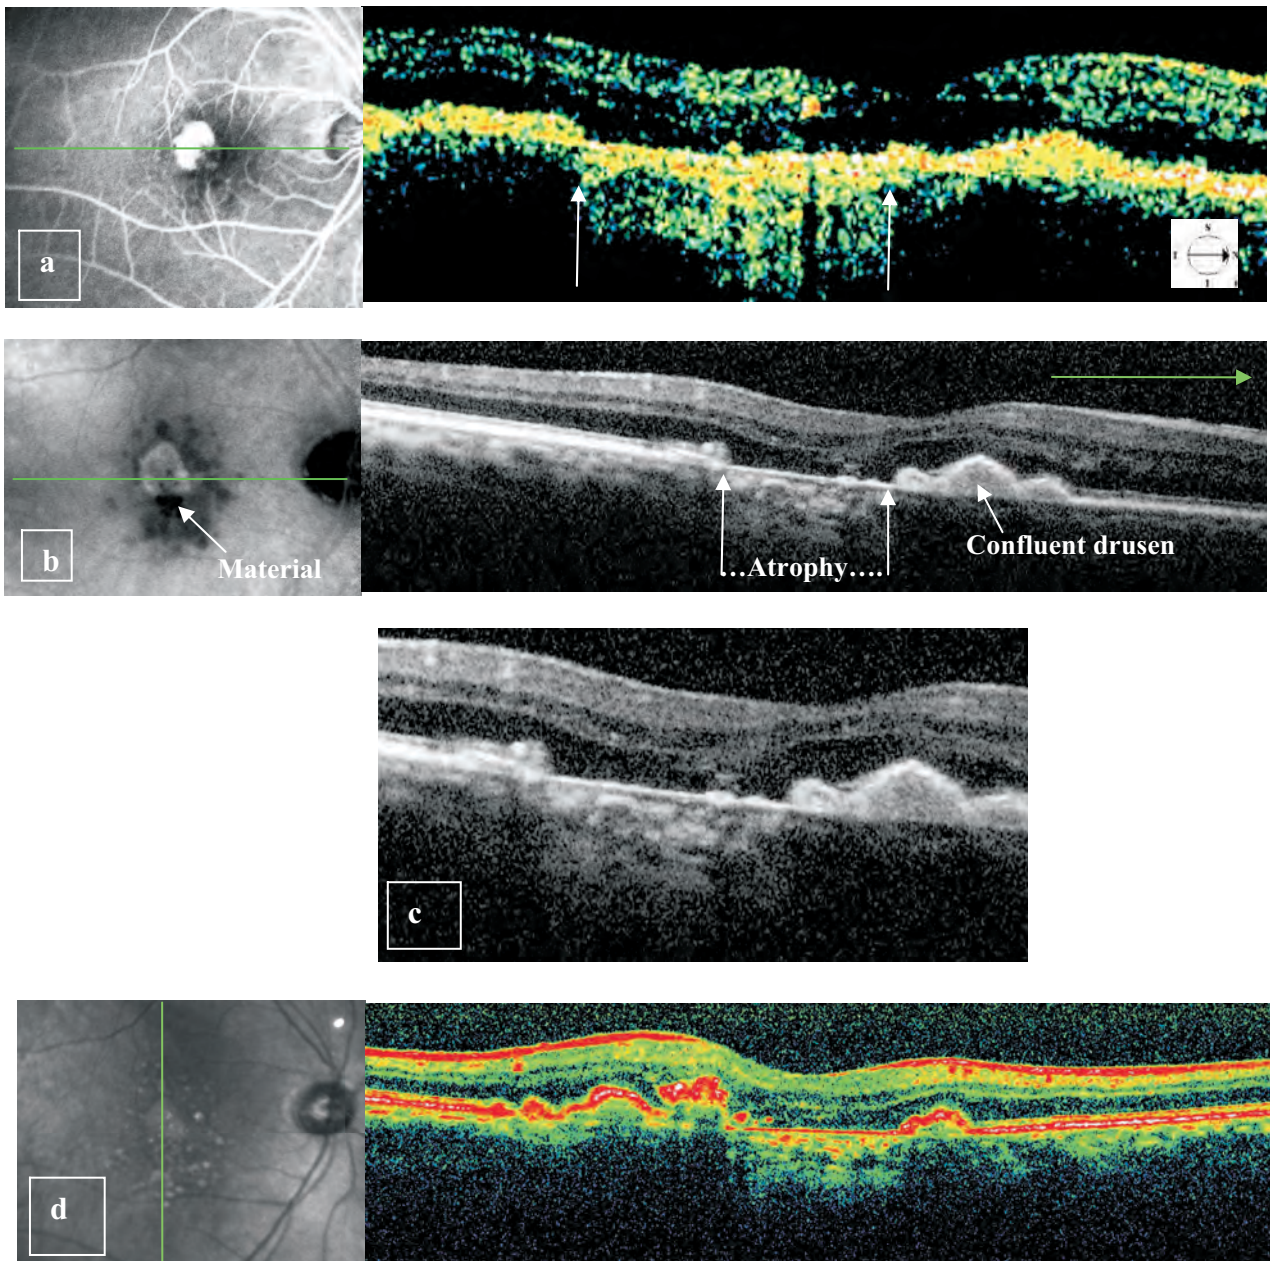 a
S
T
N
I
b
Material
…Atrophy….
Confluent drusen
c
d